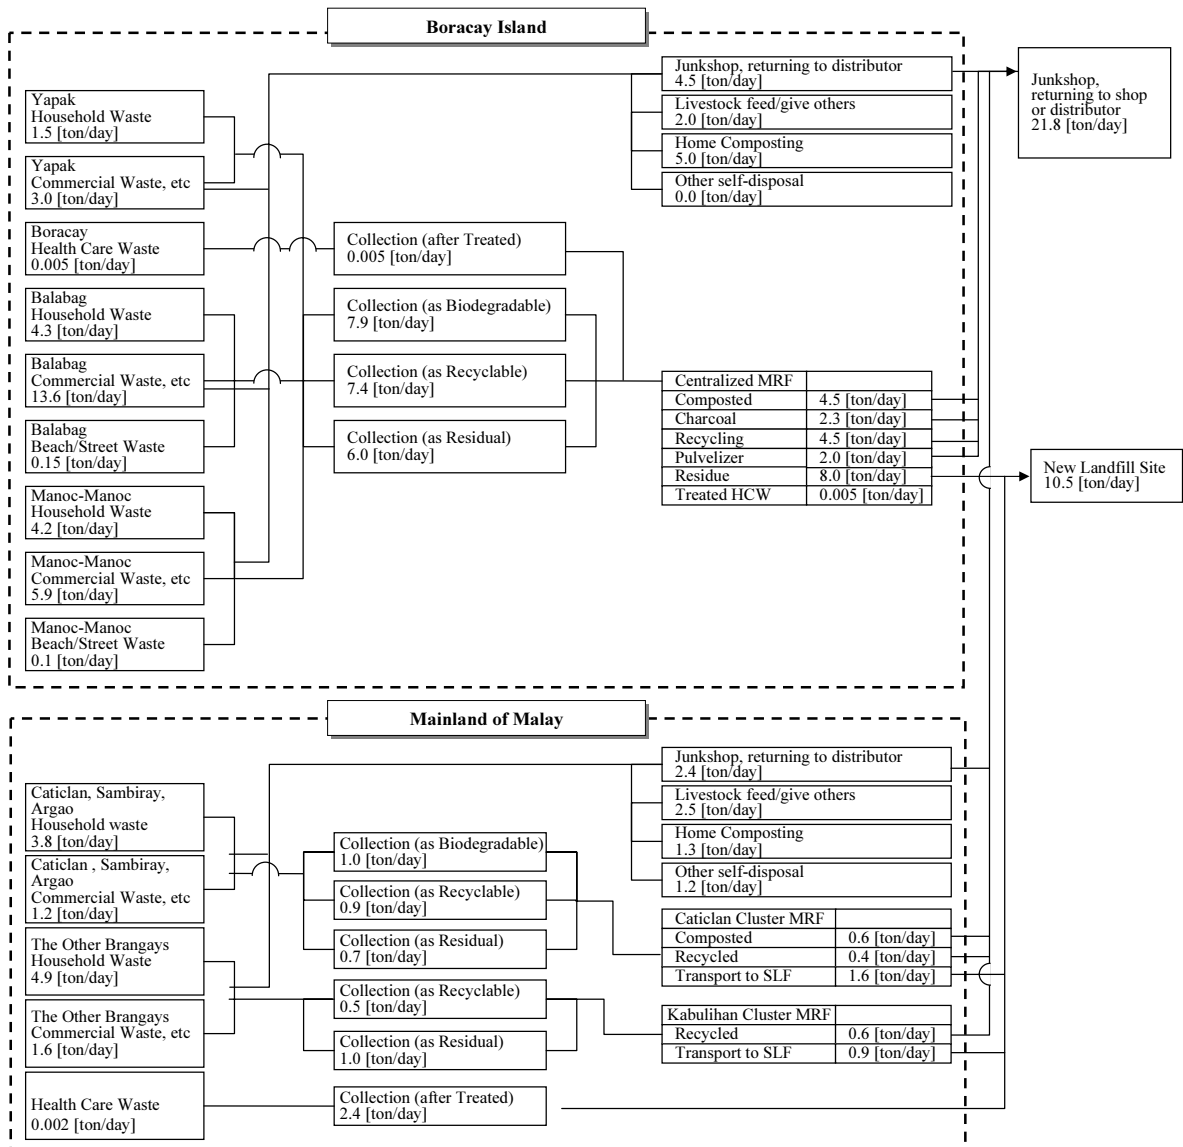 Boracay Island
Yapak
Household Waste
1.5 [ton/day]
Yapak
Commercial Waste, etc
3.0 [ton/day]
Boracay
Health Care Waste
0.005 [ton/day]
Balabag
Household Waste
4.3 [ton/day]
Balabag
Commercial Waste, etc
13.6 [ton/day]
Balabag
Beach/Street Waste
0.15 [ton/day]
Manoc-Manoc
Household Waste
4.2 [ton/day]
Manoc-Manoc
Commercial Waste, etc
5.9 [ton/day]
Manoc-Manoc
Beach/Street Waste
0.1 [ton/day]
Collection (after Treated)
0.005 [ton/day]
Collection (as Biodegradable)
7.9 [ton/day]
Collection (as Recyclable)
7.4 [ton/day]
Collection (as Residual)
6.0 [ton/day]
Junkshop, returning to distributor
4.5 [ton/day]
Livestock feed/give others
2.0 [ton/day]
Home Composting
5.0 [ton/day]
Other self-disposal
0.0 [ton/day]
Centralized MRF
Composted 4.5 [ton/day]
Charcoal 2.3 [ton/day]
Recycling 4.5 [ton/day]
Pulvelizer 2.0 [ton/day]
Residue 8.0 [ton/day]
Treated HCW 0.005 [ton/day]
Junkshop,
returning to shop
or distributor
21.8 [ton/day]
New Landfill Site
10.5 [ton/day]
Mainland of Malay
Caticlan, Sambiray,
Argao
Household waste
3.8 [ton/day]
Caticlan , Sambiray,
Argao
Commercial Waste, etc
1.2 [ton/day]
The Other Brangays
Household Waste
4.9 [ton/day]
The Other Brangays
Commercial Waste, etc
1.6 [ton/day]
Health Care Waste
0.002 [ton/day]
Collection (as Biodegradable)
1.0 [ton/day]
Collection (as Recyclable)
0.9 [ton/day]
Collection (as Residual)
0.7 [ton/day]
Collection (as Recyclable)
0.5 [ton/day]
Collection (as Residual)
1.0 [ton/day]
Collection (after Treated)
2.4 [ton/day]
Junkshop, returning to distributor
2.4 [ton/day]
Livestock feed/give others
2.5 [ton/day]
Home Composting
1.3 [ton/day]
Other self-disposal
1.2 [ton/day]
Caticlan Cluster MRF
Composted 0.6 [ton/day]
Recycled 0.4 [ton/day]
Transport to SLF 1.6 [ton/day]
Kabulihan Cluster MRF
Recycled 0.6 [ton/day]
Transport to SLF 0.9 [ton/day]